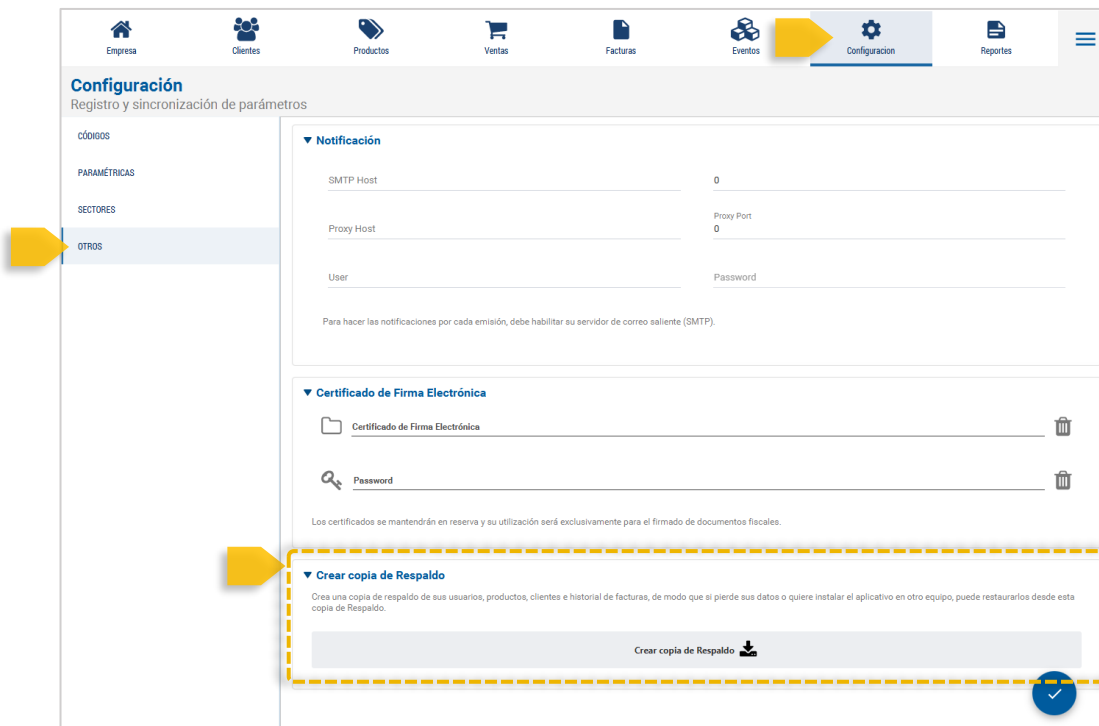 Empresa
Clientes
Productos
Ventas
Facturas
Eventos
Configuracion
Reportes
Configuración
Registro y sincronización de parámetros
CÓDIGOS
PARAMÉTRICAS
SECTORES
OTROS
Notificación
SMTP Host
0
Proxy Host
Proxy Port
0
User
Password
Para hacer las notificaciones por cada emisión, debe habilitar su servidor de correo saliente (SMTP).
Certificado de Firma Electrónica
Certificado de Firma Electrónica
Password
Los certificados se mantendrán en reserva y su utilización será exclusivamente para el firmado de documentos fiscales.
Crear copia de Respaldo
Crea una copia de respaldo de sus usuarios, productos, clientes e historial de facturas, de modo que si pierde sus datos o quiere instalar el aplicativo en otro equipo, puede restaurarlos desde esta
copia de Respaldo.
Crear copia de Respaldo